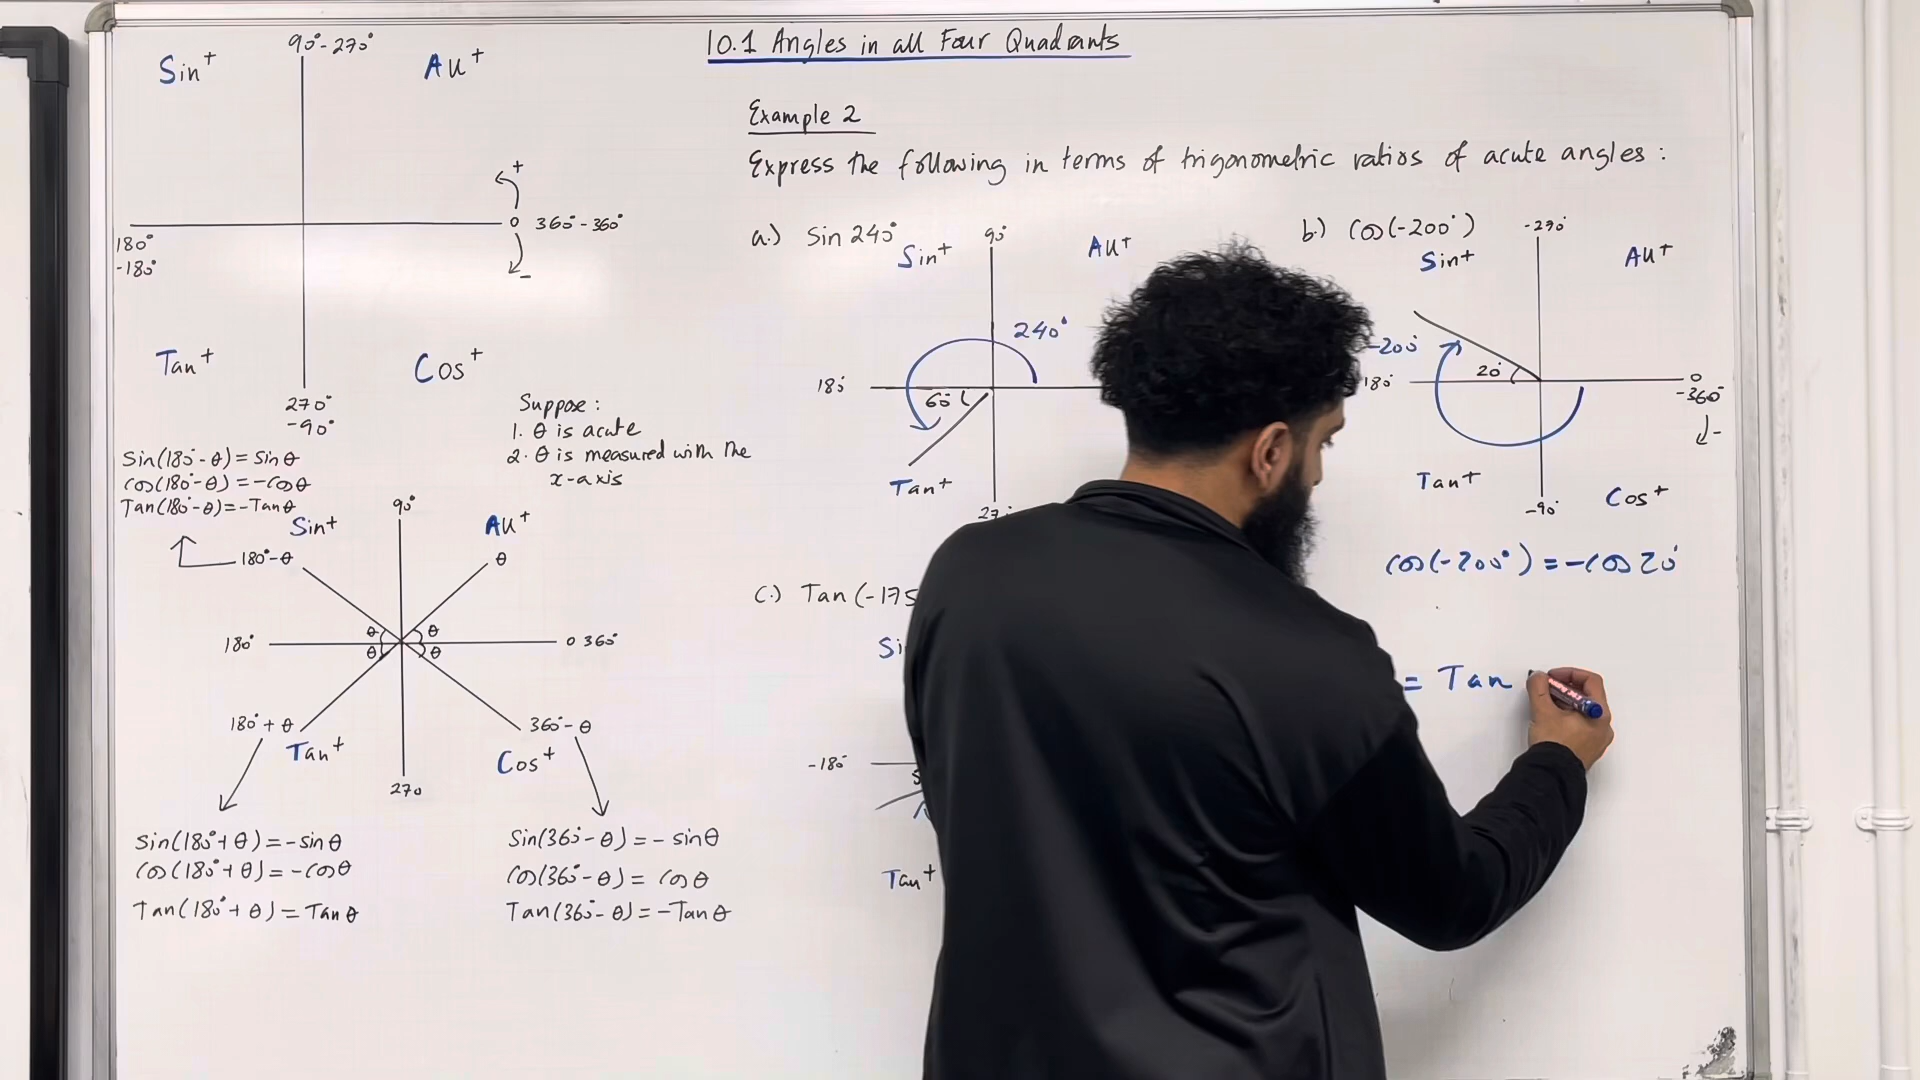 10.1 Angles in all Four Quadrants
90° -270°
Sin+
All+
+
180°
-180°
0 360° -360°
-
Tan+
Cos+
270°
-90°
Suppose:
1. θ is acute
2. θ is measured with the
x-axis
Sin(180°-θ)=Sinθ
Cos(180°-θ)=-Cosθ
Tan(180°-θ)=-Tanθ
90°
Sin+
All+
180°-θ
θ
θ θ
180°
0 360°
θ θ
180°+θ
360°-θ
Tan+
Cos+
270
Sin(180°+θ)=-Sinθ
Cos(180°+θ)=-Cosθ
Tan(180°+θ)=Tanθ
Sin(360°-θ)=-Sinθ
Cos(360°-θ)=Cosθ
Tan(360°-θ)=-Tanθ
Example 2
Express the following in terms of trigonometric ratios of acute angles:
a.) Sin 240°
90°
Sin+
All+
240°
180°
60°
Tan+
b.) Cos(-200°)
-270°
Sin+
All+
-200°
20°
180°
0
-360°
-
Tan+
Cos+
-90°
Cos(-200°)=-Cos20°
c.) Tan(-175
-180°
Tan+
= Tan